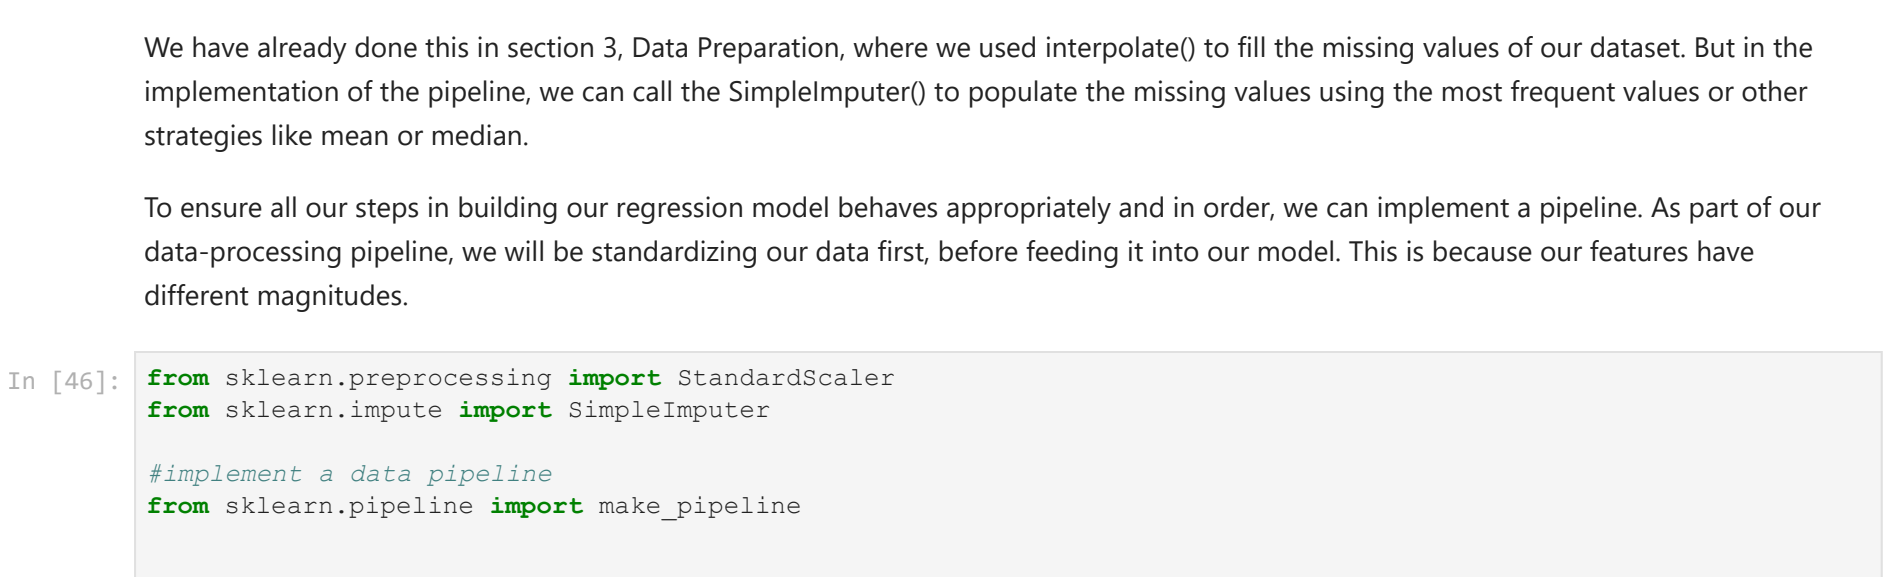 We have already done this in section 3, Data Preparation, where we used interpolate() to fill the missing values of our dataset. But in the
implementation of the pipeline, we can call the SimpleImputer() to populate the missing values using the most frequent values or other
strategies like mean or median.
To ensure all our steps in building our regression model behaves appropriately and in order, we can implement a pipeline. As part of our
data-processing pipeline, we will be standardizing our data first, before feeding it into our model. This is because our features have
different magnitudes.
In [46]: from sklearn.preprocessing import StandardScaler
from sklearn.impute import SimpleImputer
#implement a data pipeline
from sklearn.pipeline import make_pipeline